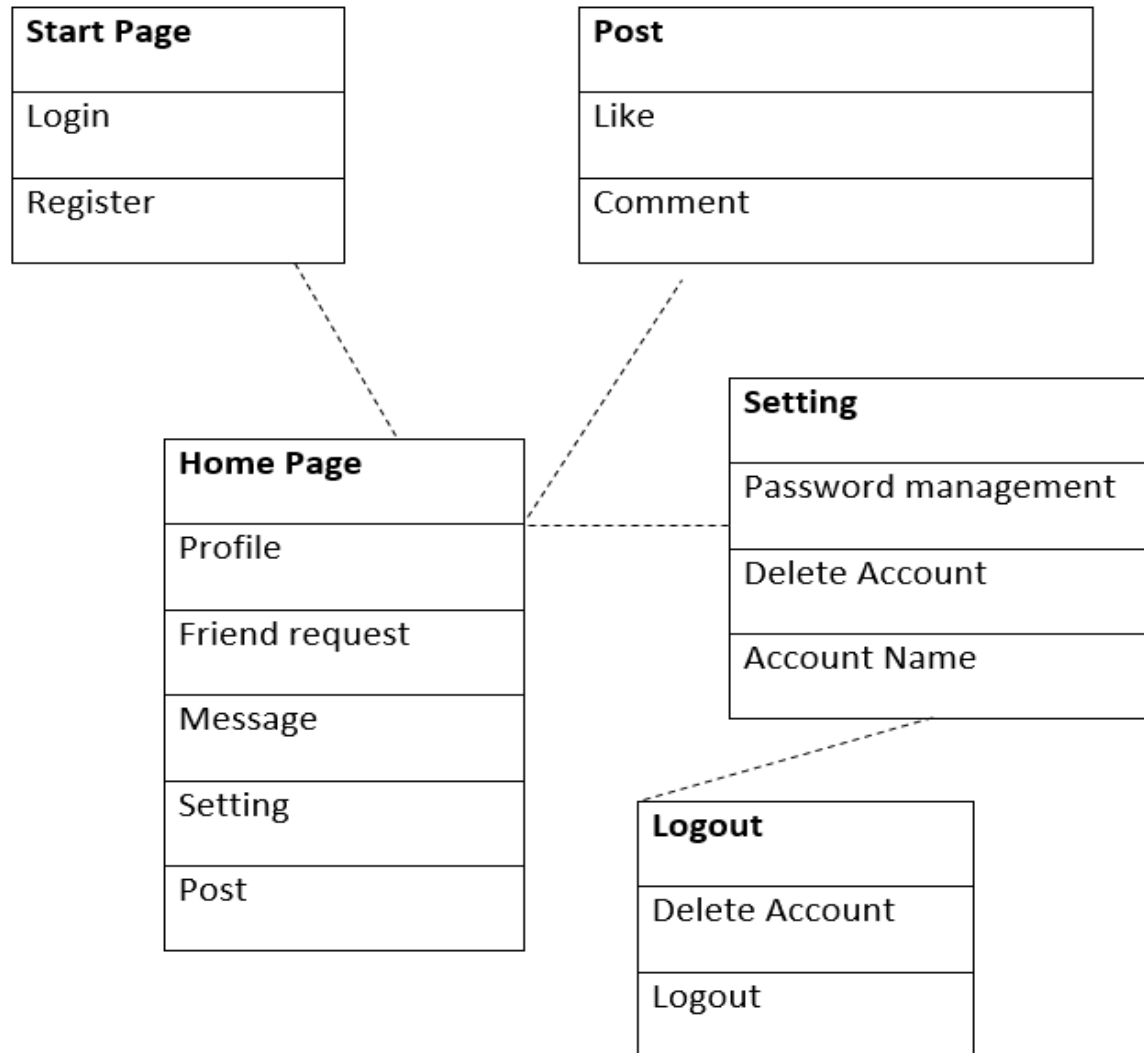 Start Page
Login
Register
Post
Like
Comment
Home Page
Profile
Friend request
Message
Setting
Post
Setting
Password management
Delete Account
Account Name
Logout
Delete Account
Logout